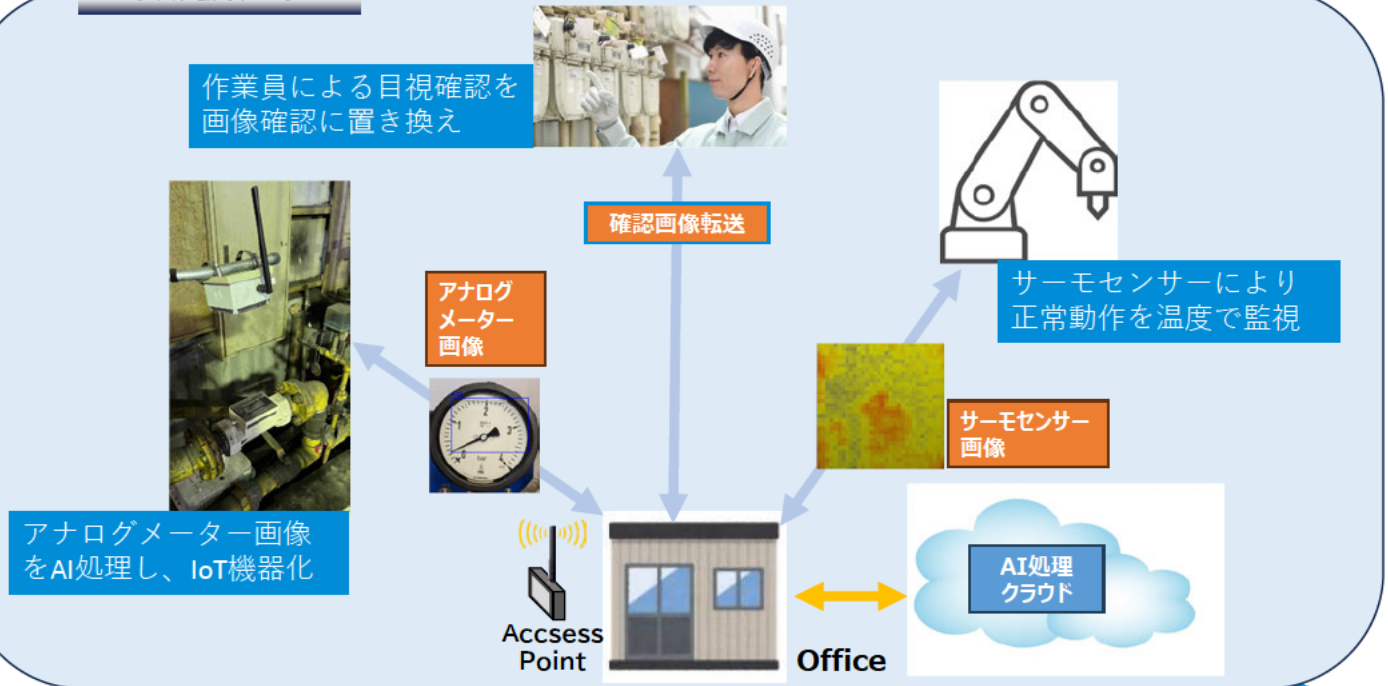 作業員による目視確認を
画像確認に置き換え
確認画像転送
アナログ
メーター
画像
サーモセンサーにより
正常動作を温度で監視
サーモセンサー
画像
アナログメーター画像
をAI処理し、IoT機器化
AI処理
クラウド
Accsess
Point
Office